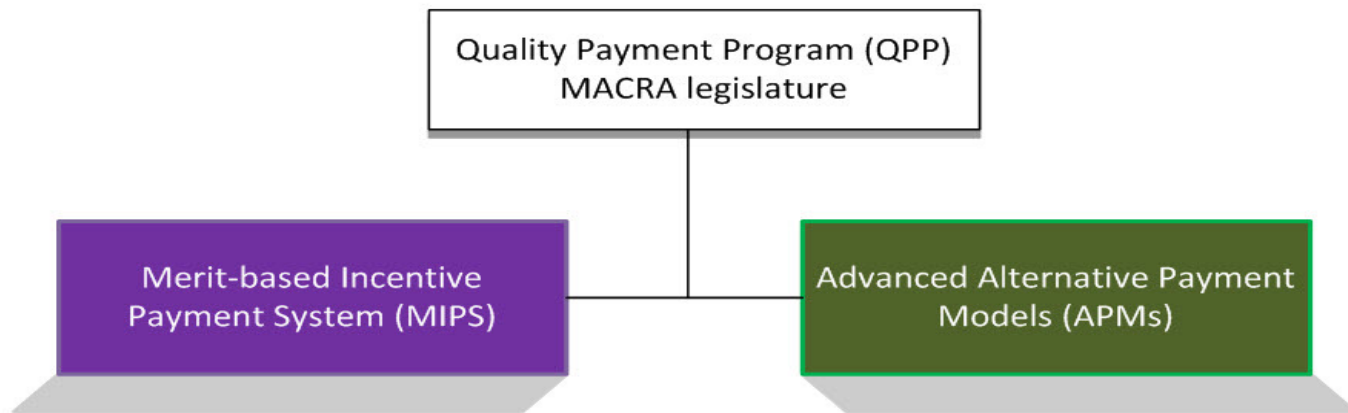 Quality Payment Program (QPP)
MACRA legislature
Merit-based Incentive
Payment System (MIPS)
Advanced Alternative Payment
Models (APMs)